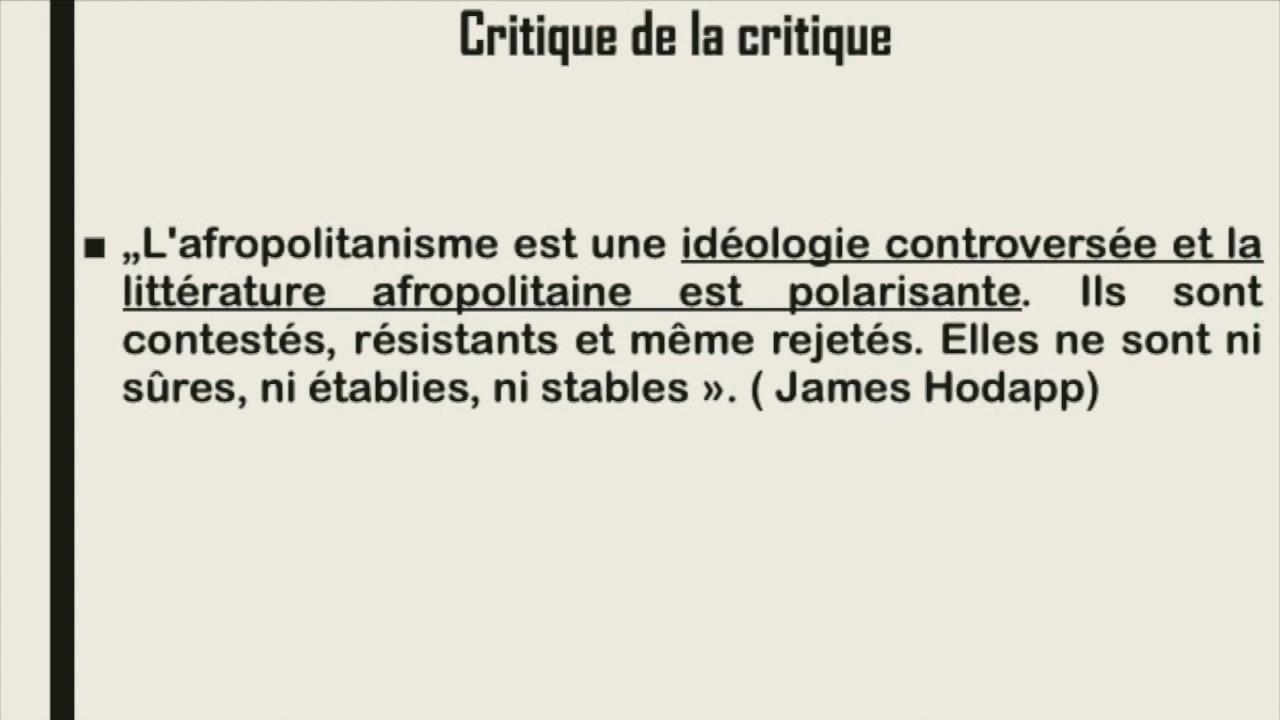 Critique de la critique
■ „L'afropolitanisme est une idéologie controversée et la
littérature afropolitaine est polarisante. Ils sont
contestés, résistants et même rejetés. Elles ne sont ni
sûres, ni établies, ni stables ». ( James Hodapp)